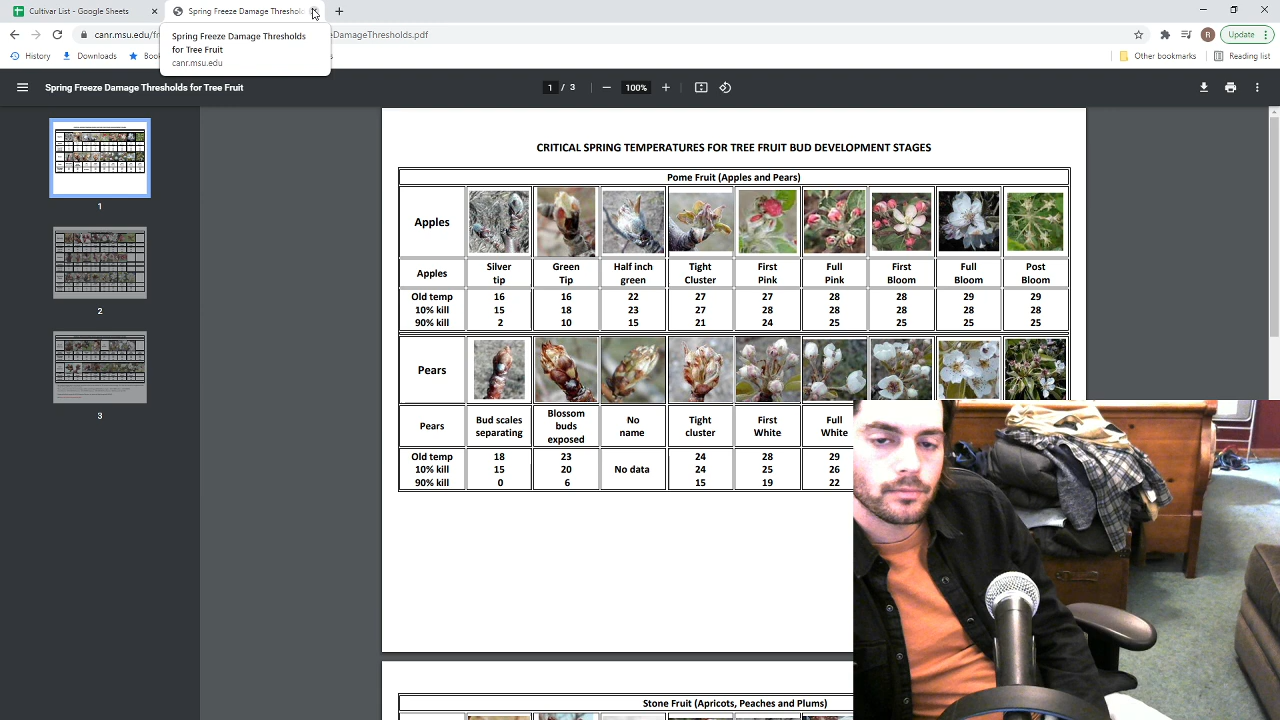 Cultivar List - Google Sheets
Spring Freeze Damage Threshol
canr.msu.edu/fr
eDamageThresholds.pdf
R
Update
Spring Freeze Damage Thresholds
for Tree Fruit
canr.msu.edu
History
Downloads
Other bookmarks
Reading list
Spring Freeze Damage Thresholds for Tree Fruit
1 / 3
100%
1
2
3
CRITICAL SPRING TEMPERATURES FOR TREE FRUIT BUD DEVELOPMENT STAGES
Pome Fruit (Apples and Pears)
Apples
Apples Silver tip Green Tip Half inch green Tight Cluster First Pink Full Pink First Bloom Full Bloom Post Bloom
Old temp 16 16 22 27 27 28 28 29 29
10% kill 15 18 23 27 28 28 28 28 28
90% kill 2 10 15 21 24 25 25 25 25
Pears
Pears Bud scales separating Blossom buds exposed No name Tight cluster First White Full White
Old temp 18 23 24 28 29
10% kill 15 20 No data 24 25 26
90% kill 0 6 15 19 22
Stone Fruit (Apricots, Peaches and Plums)